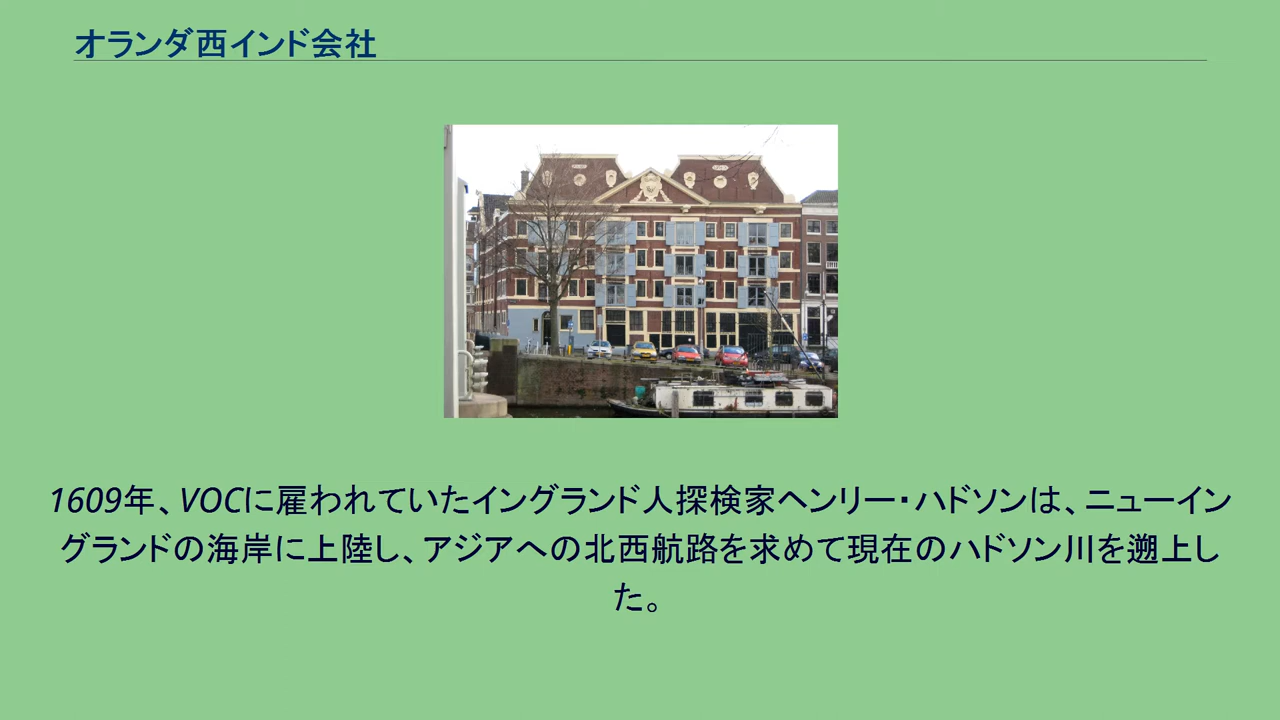 オランダ西インド会社
1609年、VOCに雇われていたイングランド人探検家ヘンリー・ハドソンは、ニューイン
グランドの海岸に上陸し、アジアへの北西航路を求めて現在のハドソン川を遡上し
た。